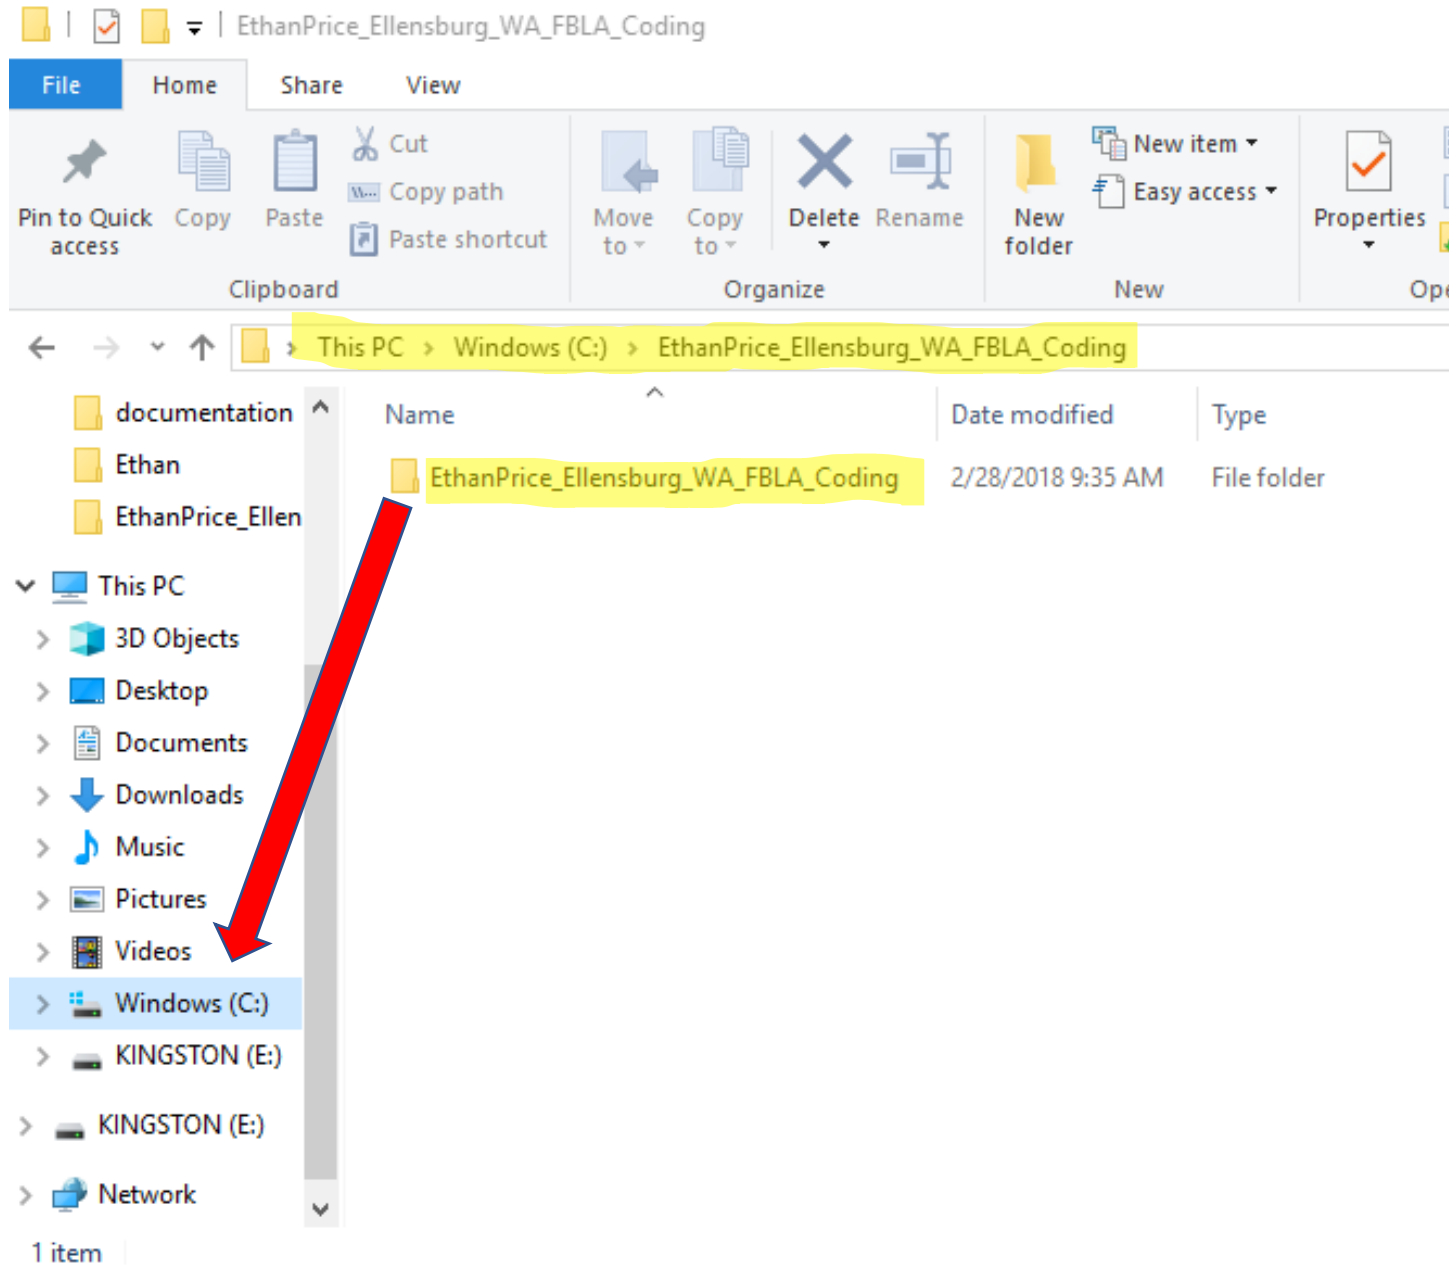 EthanPrice_Ellensburg_WA_FBLA_Coding
File Home Share View
Pin to Quick access
Copy
Paste
Cut
Copy path
Paste shortcut
Move to
Copy to
Delete
Rename
New folder
New item
Easy access
Properties
Clipboard
Organize
New
Ope
This PC > Windows (C:) > EthanPrice_Ellensburg_WA_FBLA_Coding
documentation
Ethan
EthanPrice_Ellen
This PC
3D Objects
Desktop
Documents
Downloads
Music
Pictures
Videos
Windows (C:)
KINGSTON (E:)
KINGSTON (E:)
Network
Name Date modified Type
EthanPrice_Ellensburg_WA_FBLA_Coding 2/28/2018 9:35 AM File folder
1 item